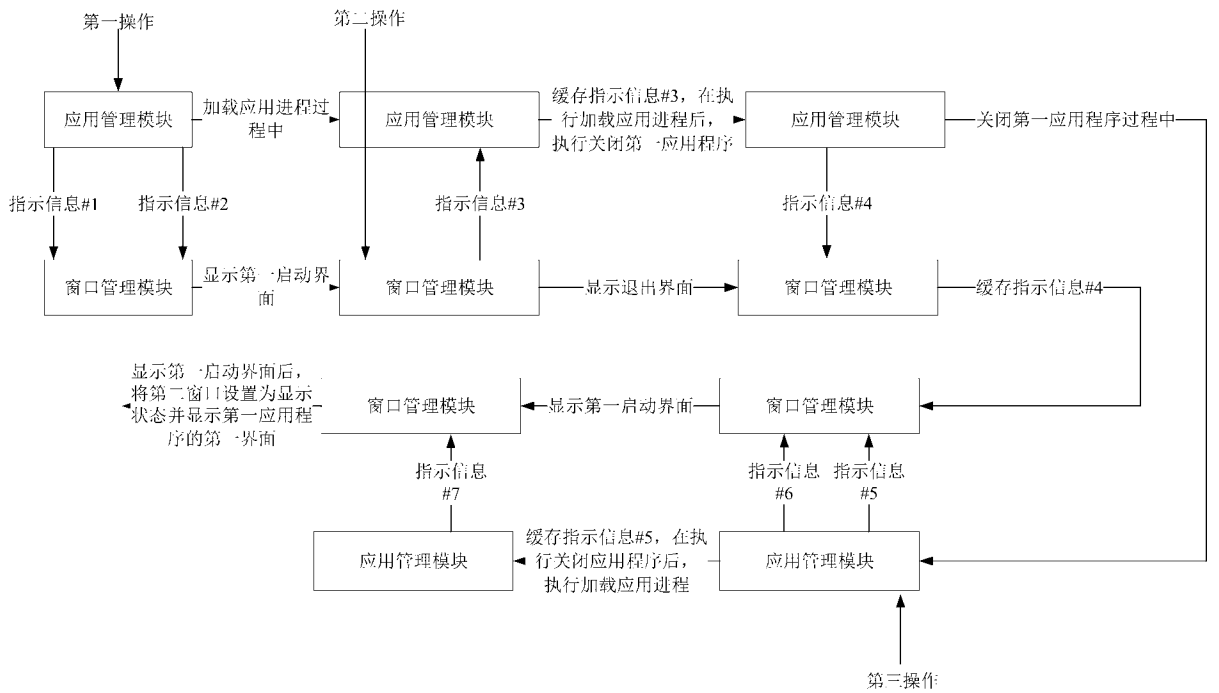 第一操作
第二操作
应用管理模块
加载应用进程过
程中
应用管理模块
缓存指示信息#3，在执
行加载应用进程后，
执行关闭第一应用程序
应用管理模块
关闭第一应用程序过程中
指示信息#1
指示信息#2
指示信息#3
指示信息#4
窗口管理模块
显示第一启动界
面
窗口管理模块
显示退出界面
窗口管理模块
缓存指示信息#4
显示第一启动界面后，
将第二窗口设置为显示
状态并显示第一应用程
序的第一界面
窗口管理模块
显示第一启动界面
窗口管理模块
指示信息
#7
指示信息
#6
指示信息
#5
应用管理模块
缓存指示信息#5，在执
行关闭应用程序后，
执行加载应用进程
应用管理模块
第三操作